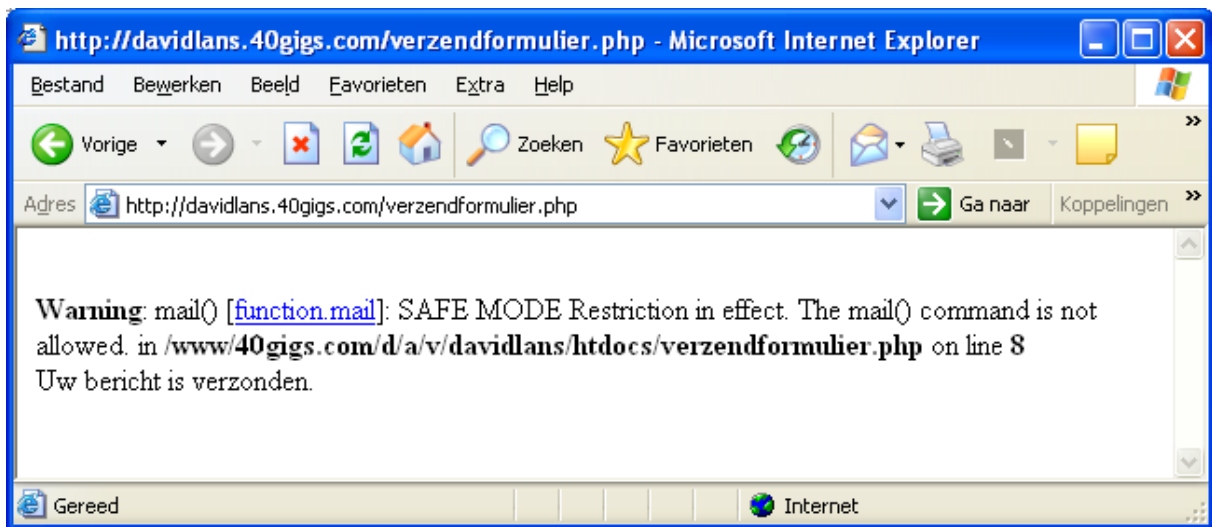 http://davidlans.40gigs.com/verzendformulier.php - Microsoft Internet Explorer
Bestand Bewerken Beeld Favorieten Extra Help
Vorige Zoeken Favorieten »
Adres http://davidlans.40gigs.com/verzendformulier.php Ga naar Koppelingen »
Warning: mail() [function.mail]: SAFE MODE Restriction in effect. The mail() command is not
allowed. in /www/40gigs.com/d/a/v/davidlans/htdocs/verzendformulier.php on line 8
Uw bericht is verzonden.
Gereed Internet